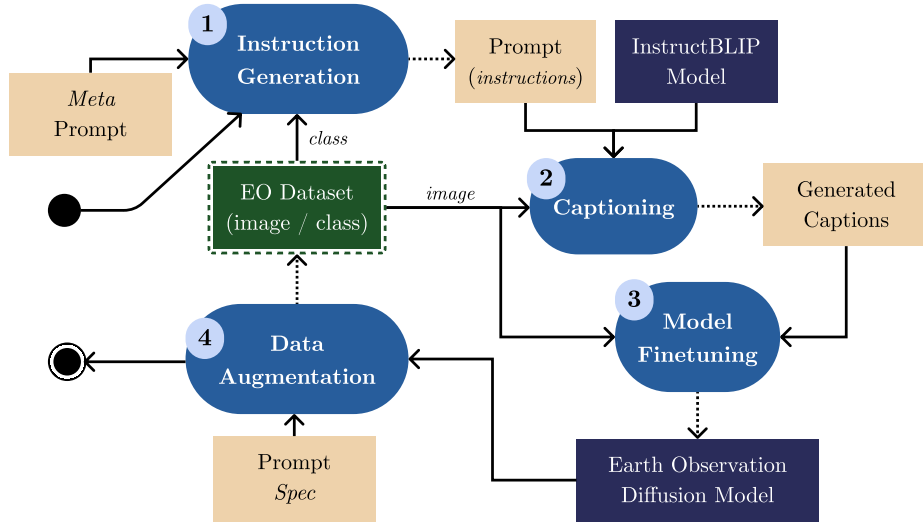 1
Instruction
Generation
Prompt
(instructions)
InstructBLIP
Model
Meta
Prompt
class
EO Dataset
(image / class)
image
2
Captioning
Generated
Captions
3
Model
Finetuning
4
Data
Augmentation
Prompt
Spec
Earth Observation
Diffusion Model